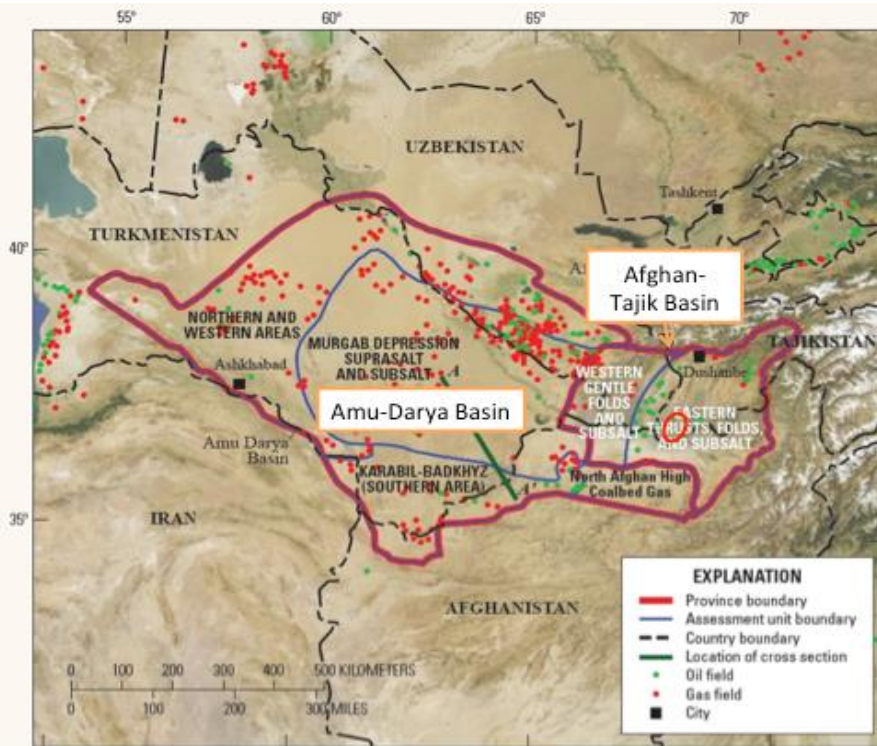 55°
60°
65°
70°
UZBEKISTAN
Tashkent
40°
TURKMENISTAN
Afghan-
Tajik Basin
NORTHERN AND
WESTERN AREAS
MURGAB DEPRESSION
SUPRASALT
AND SUBSALT
A
Ashkhabad
Dushanbe
TAJIKISTAN
WESTERN
GENTLE
FOLDS
AND
SUBSALT
Amu-Darya Basin
EASTERN
THRUSTS, FOLDS,
AND SUBSALT
Amu Darya
Basin
KARABIL-BADKHYZ
(SOUTHERN AREA)
North Afghan High
Coalbed Gas
35°
IRAN
AFGHANISTAN
EXPLANATION
Province boundary
Assessment unit boundary
Country boundary
Location of cross section
Oil field
Gas field
City
0 100 200 300 400 500 KILOMETERS
0 100 200 300 MILES